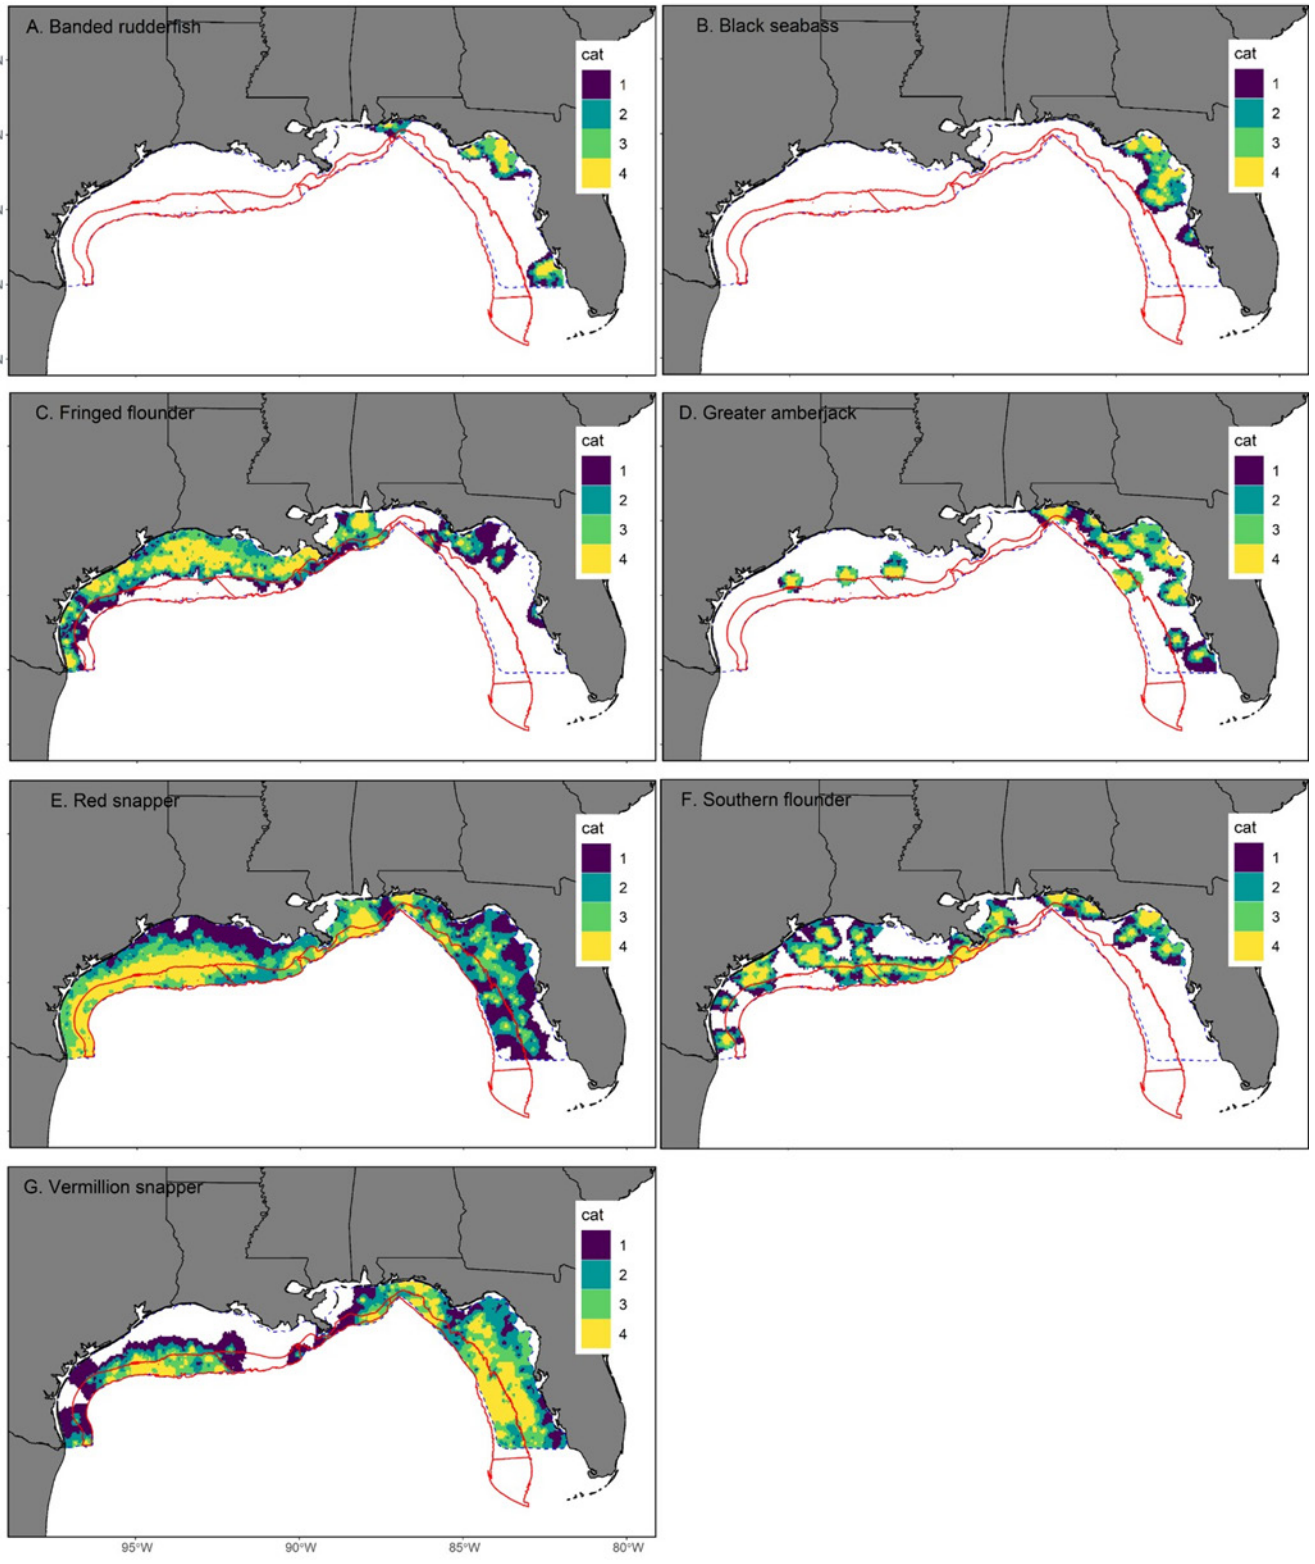 A. Banded rudderfish
cat
1
2
3
4
B. Black seabass
cat
1
2
3
4
C. Fringed flounder
cat
1
2
3
4
D. Greater amberjack
cat
1
2
3
4
E. Red snapper
cat
1
2
3
4
F. Southern flounder
cat
1
2
3
4
G. Vermillion snapper
cat
1
2
3
4
95°W
90°W
85°W
80°W